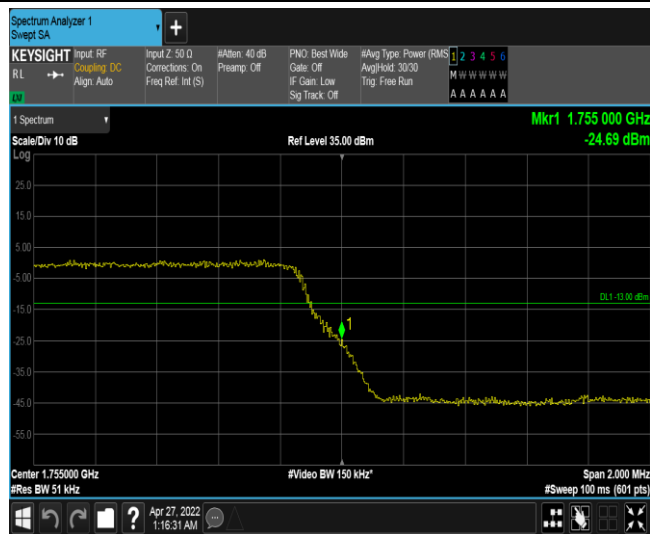 Spectrum Analyzer 1
Swept SA
+
KEYSIGHT
RL
Input: RF
Coupling: DC
Align: Auto
Input Z: 50 Ω
Corrections: On
Freq Ref: Int (S)
#Atten: 40 dB
Preamp: Off
PNO: Best Wide
Gate: Off
IF Gain: Low
Sig Track: Off
#Avg Type: Power (RMS
Avg|Hold: 30/30
Trig: Free Run
1 2 3 4 5 6
M W W W W W
A A A A A A
1 Spectrum
Scale/Div 10 dB
Log
Ref Level 35.00 dBm
Mkr1 1.755 000 GHz
-24.69 dBm
25.0
15.0
5.00
-5.00
-15.0
-25.0
-35.0
-45.0
-55.0
DL1 -13.00 dBm
1
Center 1.755000 GHz
#Res BW 51 kHz
#Video BW 150 kHz*
Span 2.000 MHz
#Sweep 100 ms (601 pts)
?
Apr 27, 2022
1:16:31 AM